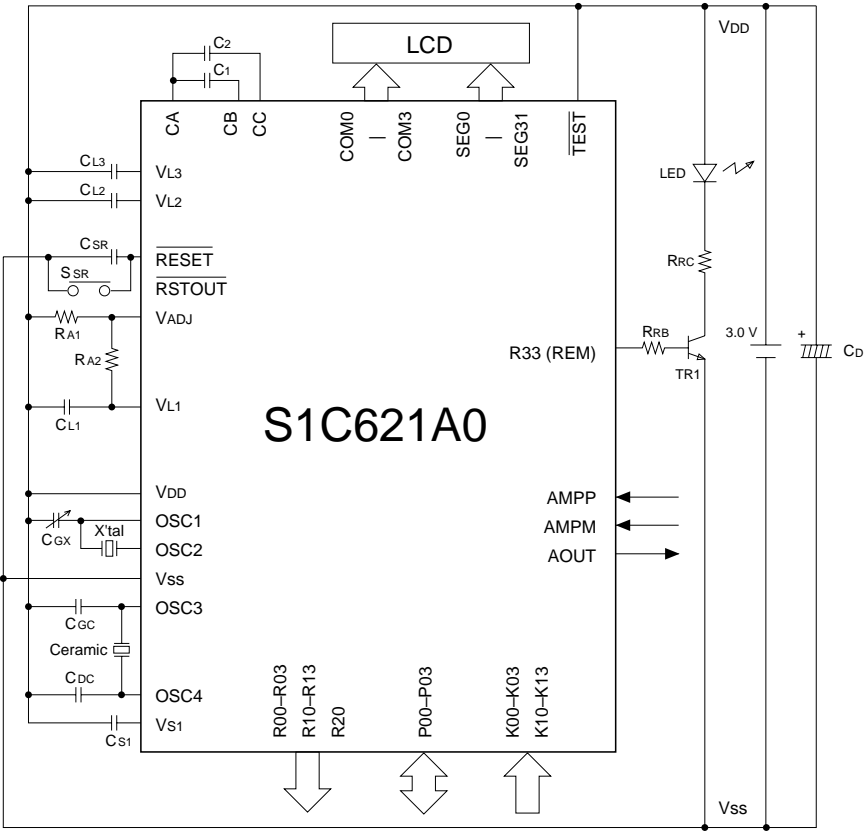 C2
LCD
VDD
C1
CA
CB
CC
COM0
COM3
SEG0
SEG31
TEST
CL3
VL3
LED
CL2
VL2
CSR
RESET
SSR
RSTOUT
RRC
VADJ
RA1
RRB
3.0 V
+
RA2
R33 (REM)
CD
TR1
VL1
CL1
S1C621A0
VDD
AMPP
OSC1
X'tal
AMPM
CGX
OSC2
AOUT
VSS
OSC3
CGC
Ceramic
CDC
OSC4
R00–R03
R10–R13
R20
P00–P03
K00–K03
K10–K13
VS1
CS1
VSS